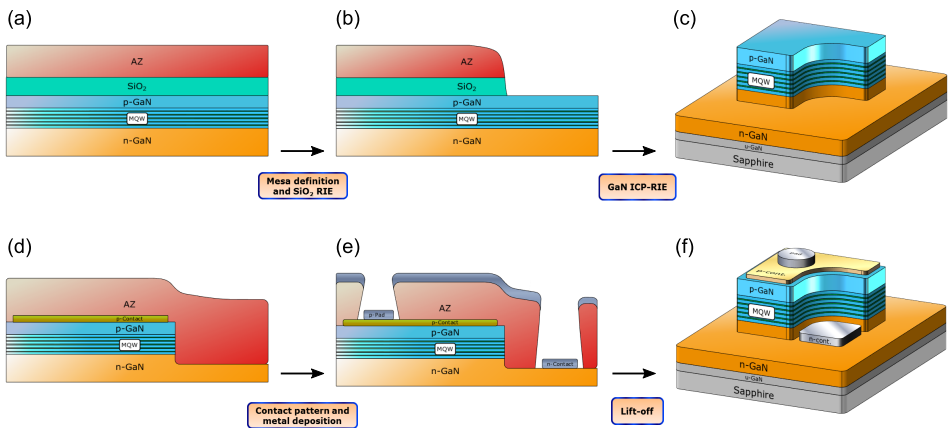 (a)
AZ
SiO₂
p-GaN
MQW
n-GaN
Mesa definition
and SiO₂ RIE
(b)
AZ
SiO₂
p-GaN
MQW
n-GaN
GaN ICP-RIE
(c)
p-GaN
MQW
n-GaN
u-GaN
Sapphire
(d)
AZ
p-Contact
p-GaN
MQW
n-GaN
Contact pattern and
metal deposition
(e)
AZ
p-Pad
p-Contact
p-GaN
MQW
n-Contact
n-GaN
Lift-off
(f)
p-cont.
p-GaN
MQW
n-cont.
n-GaN
u-GaN
Sapphire